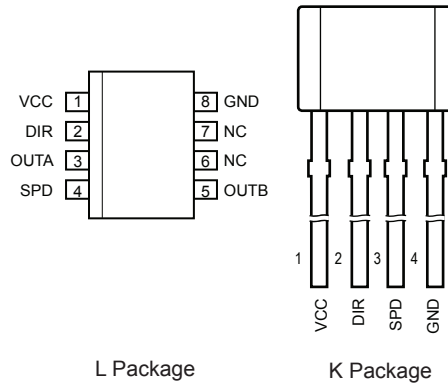 VCC 1 8 GND
DIR 2 7 NC
OUTA 3 6 NC
SPD 4 5 OUTB
1 2 3 4
VCC DIR SPD GND
L Package
K Package